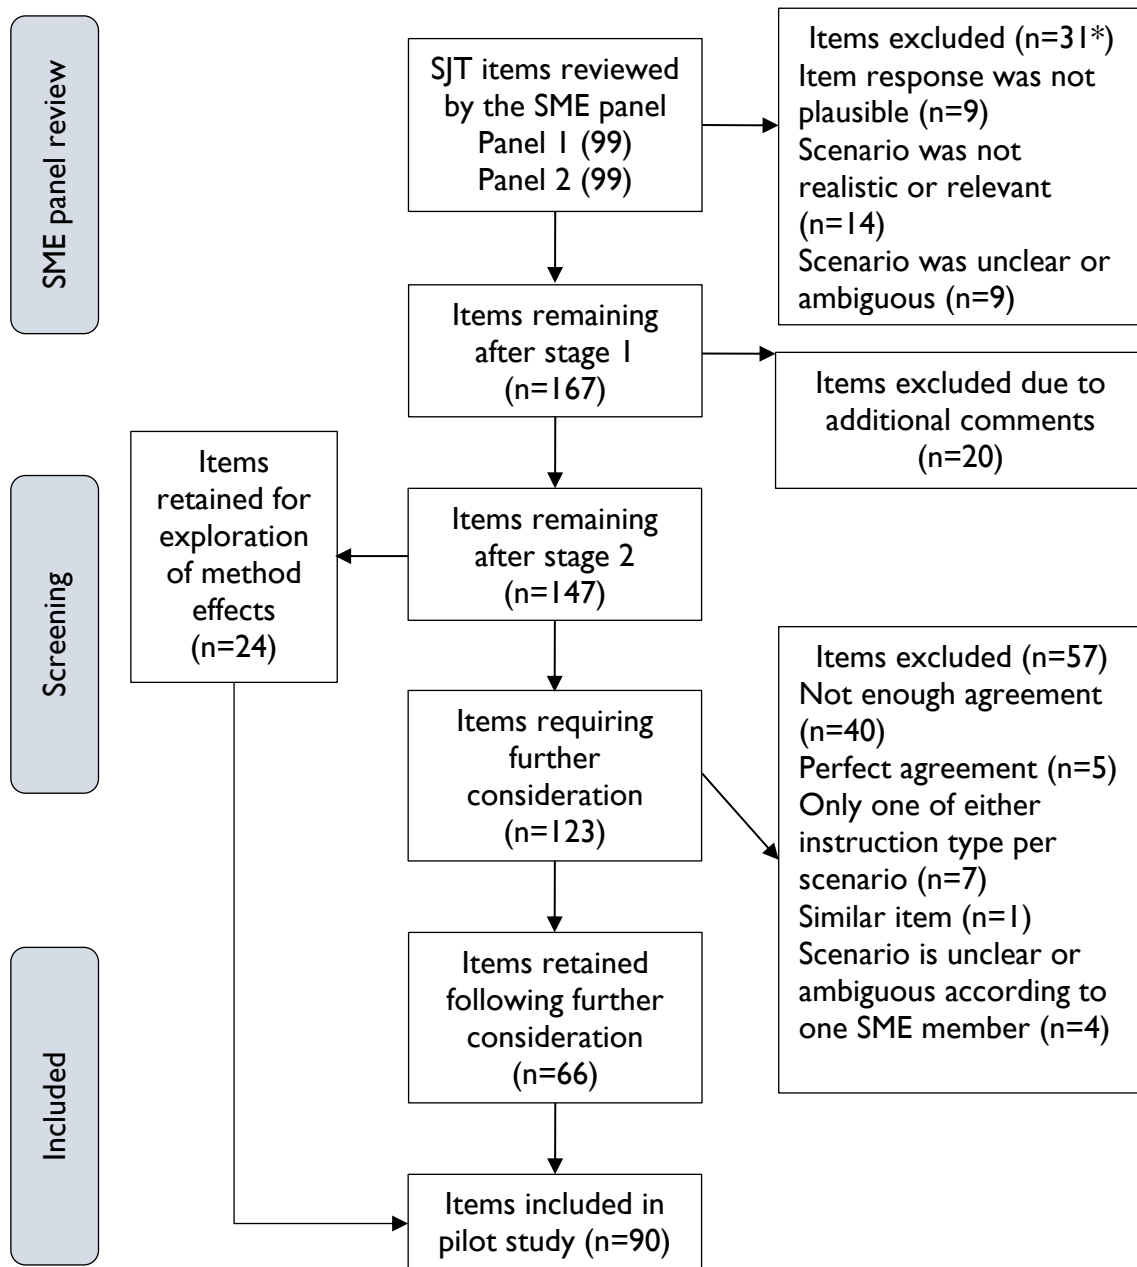 SME panel review
SJT items reviewed
by the SME panel
Panel 1 (99)
Panel 2 (99)
Items excluded (n=31*)
Item response was not
plausible (n=9)
Scenario was not
realistic or relevant
(n=14)
Scenario was unclear or
ambiguous (n=9)
Items remaining
after stage 1
(n=167)
Items excluded due to
additional comments
(n=20)
Screening
Items
retained for
exploration
of method
effects
(n=24)
Items remaining
after stage 2
(n=147)
Items requiring
further
consideration
(n=123)
Items excluded (n=57)
Not enough agreement
(n=40)
Perfect agreement (n=5)
Only one of either
instruction type per
scenario (n=7)
Similar item (n=1)
Scenario is unclear or
ambiguous according to
one SME member (n=4)
Included
Items retained
following further
consideration
(n=66)
Items included in
pilot study (n=90)